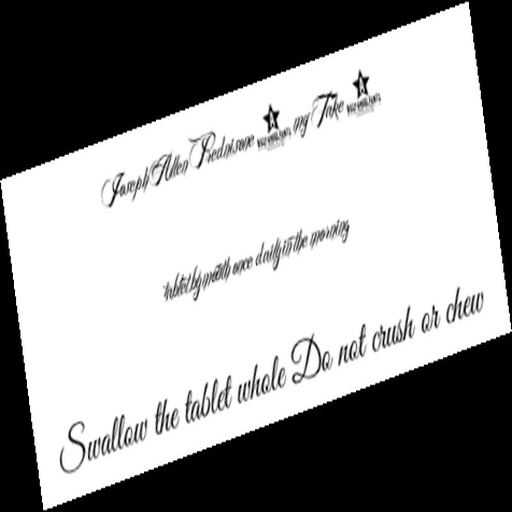 Joseph Allen Prednisone mg Take
tablet by mouth once daily in the morning
Swallow the tablet whole Do not crush or chew